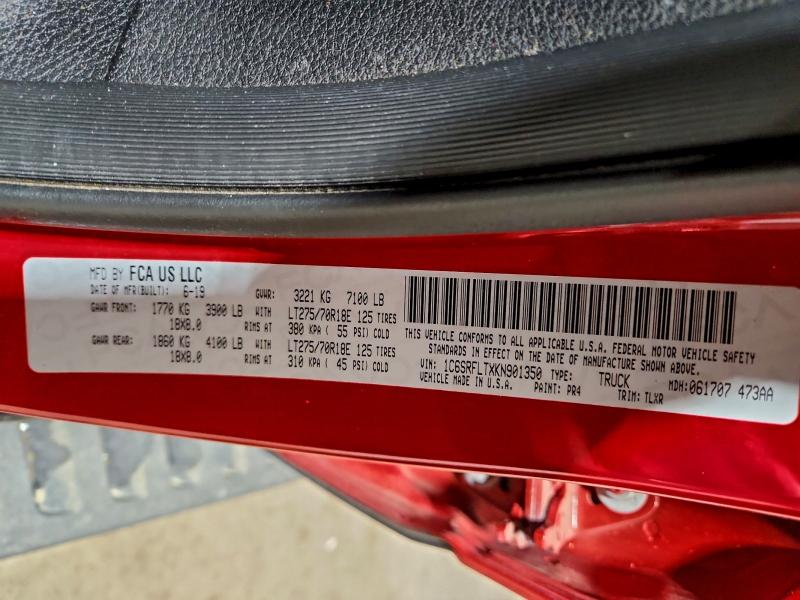 MFD BY FCA US LLC
DATE OF MFR(BUILT): 6-19 GVWR: 3221 KG 7100 LB
GAWR FRONT: 1770 KG 3900 LB WITH LT275/70R18E 125 TIRES
18X8.0 RIMS AT 380 KPA ( 55 PSI) COLD
GAWR REAR: 1860 KG 4100 LB WITH LT275/70R18E 125 TIRES
18X8.0 RIMS AT 310 KPA ( 45 PSI) COLD
THIS VEHICLE CONFORMS TO ALL APPLICABLE U.S.A. FEDERAL MOTOR VEHICLE SAFETY
STANDARDS IN EFFECT ON THE DATE OF MANUFACTURE SHOWN ABOVE.
VIN: 1C6SRFLTXKN901350 TYPE: TRUCK MDH:061707 473AA
VEHICLE MADE IN U.S.A. PAINT: PR4 TRIM: TLXR